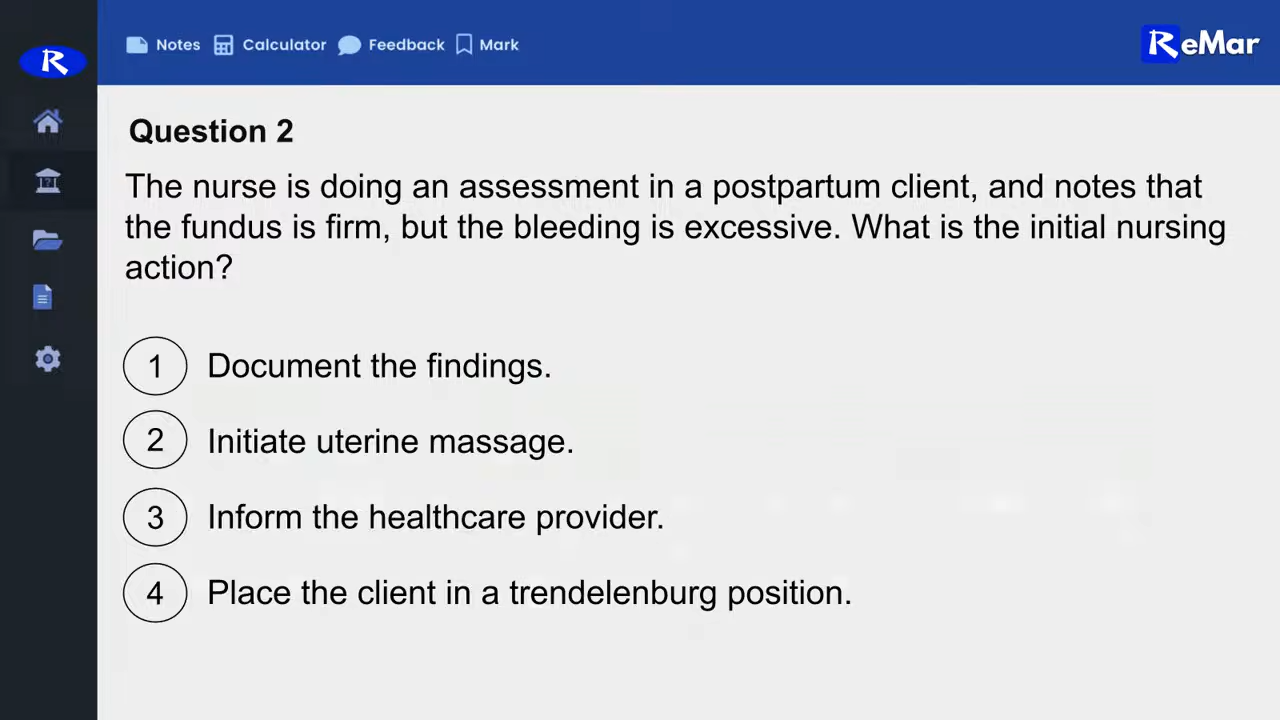 Notes Calculator Feedback Mark
ReMar
R
Question 2
The nurse is doing an assessment in a postpartum client, and notes that
the fundus is firm, but the bleeding is excessive. What is the initial nursing
action?
1 Document the findings.
2 Initiate uterine massage.
3 Inform the healthcare provider.
4 Place the client in a trendelenburg position.